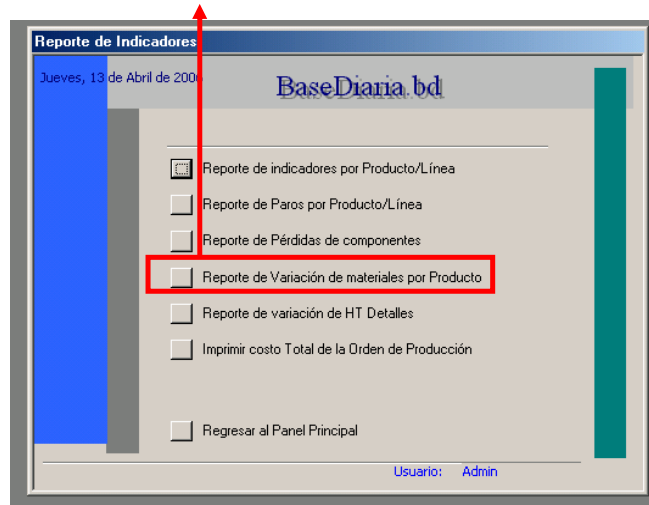 Reporte de Indicadores
Jueves, 13 de Abril de 2006
BaseDiaria.bd
Reporte de indicadores por Producto/Línea
Reporte de Paros por Producto/Línea
Reporte de Pérdidas de componentes
Reporte de Variación de materiales por Producto
Reporte de variación de HT Detalles
Imprimir costo Total de la Orden de Producción
Regresar al Panel Principal
Usuario: Admin